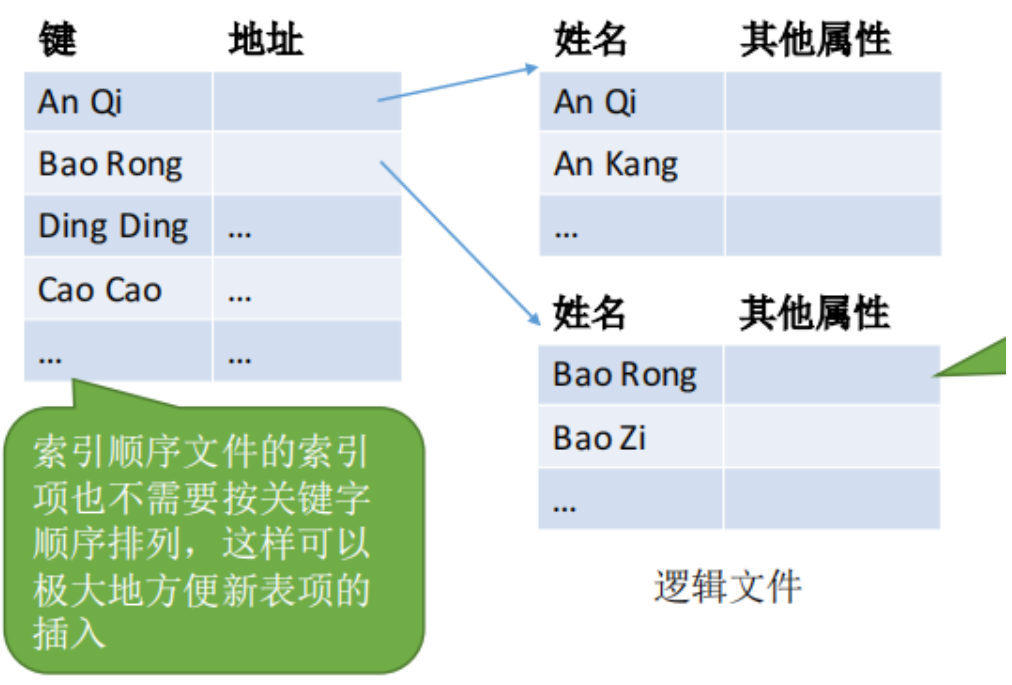 键 地址
An Qi
Bao Rong
Ding Ding …
Cao Cao …
… …
索引顺序文件的索引
项也不需要按关键字
顺序排列，这样可以
极大地方便新表项的
插入
姓名 其他属性
An Qi
An Kang
…
姓名 其他属性
Bao Rong
Bao Zi
…
逻辑文件